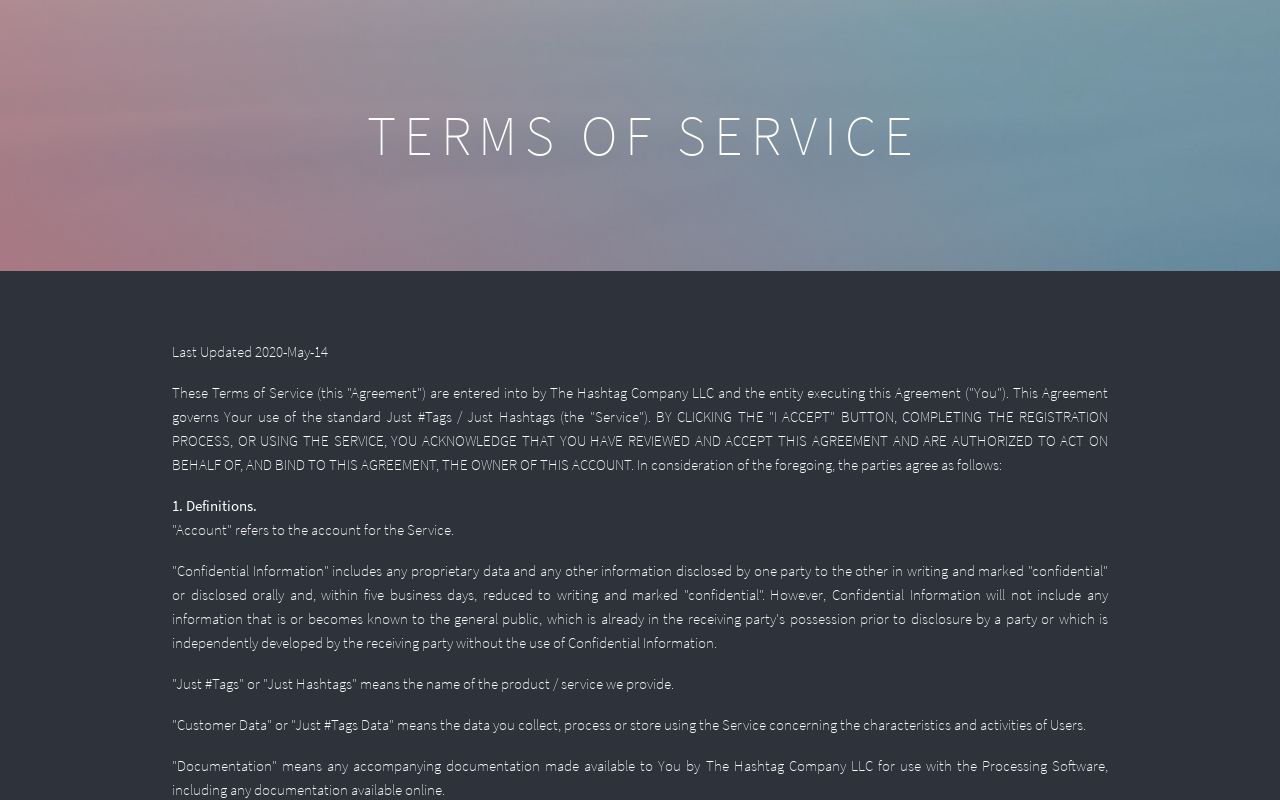 TERMS OF SERVICE
Last Updated 2020-May-14
These Terms of Service (this "Agreement") are entered into by The Hashtag Company LLC and the entity executing this Agreement ("You"). This Agreement
governs Your use of the standard Just #Tags / Just Hashtags (the "Service"). BY CLICKING THE "I ACCEPT" BUTTON, COMPLETING THE REGISTRATION
PROCESS, OR USING THE SERVICE, YOU ACKNOWLEDGE THAT YOU HAVE REVIEWED AND ACCEPT THIS AGREEMENT AND ARE AUTHORIZED TO ACT ON
BEHALF OF, AND BIND TO THIS AGREEMENT, THE OWNER OF THIS ACCOUNT. In consideration of the foregoing, the parties agree as follows:
1. Definitions.
"Account" refers to the account for the Service.
"Confidential Information" includes any proprietary data and any other information disclosed by one party to the other in writing and marked "confidential"
or disclosed orally and, within five business days, reduced to writing and marked "confidential". However, Confidential Information will not include any
information that is or becomes known to the general public, which is already in the receiving party's possession prior to disclosure by a party or which is
independently developed by the receiving party without the use of Confidential Information.
"Just #Tags" or "Just Hashtags" means the name of the product / service we provide.
"Customer Data" or "Just #Tags Data" means the data you collect, process or store using the Service concerning the characteristics and activities of Users.
"Documentation" means any accompanying documentation made available to You by The Hashtag Company LLC for use with the Processing Software,
including any documentation available online.